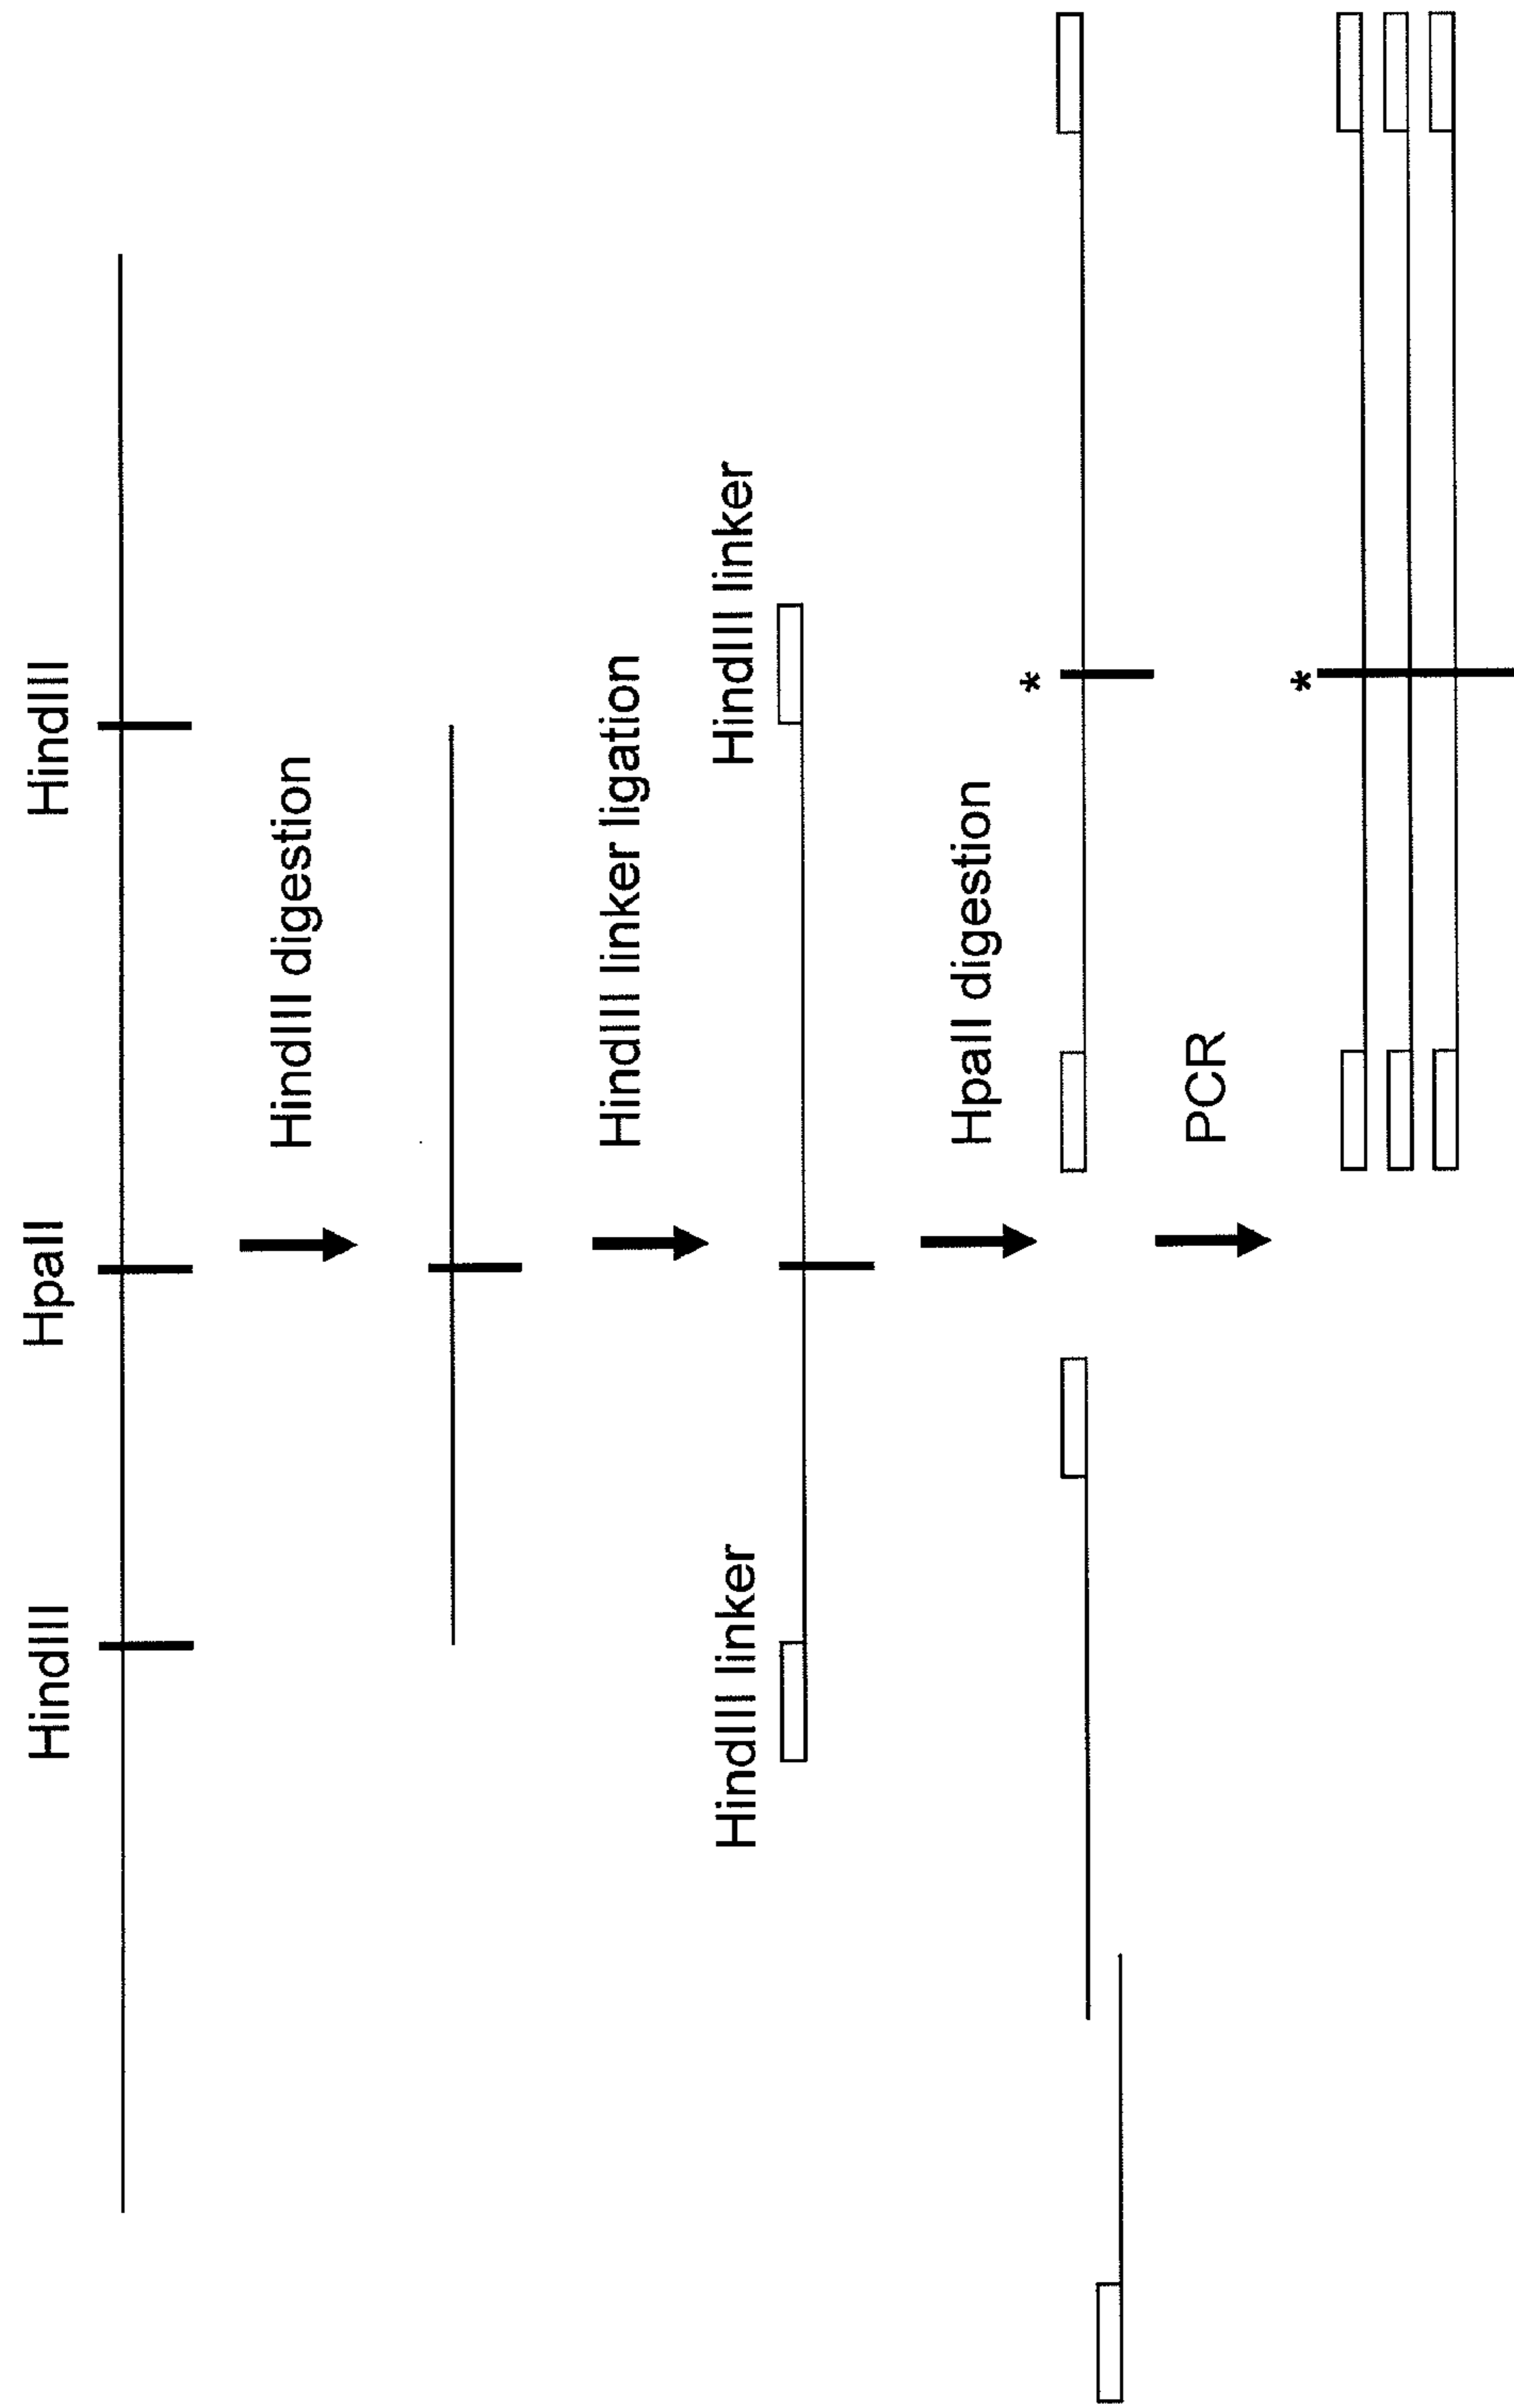 HindIII
HpaII
HindIII
HindIII digestion
HindIII linker ligation
HindIII linker
HindIII linker
HpaII digestion
*
PCR
*